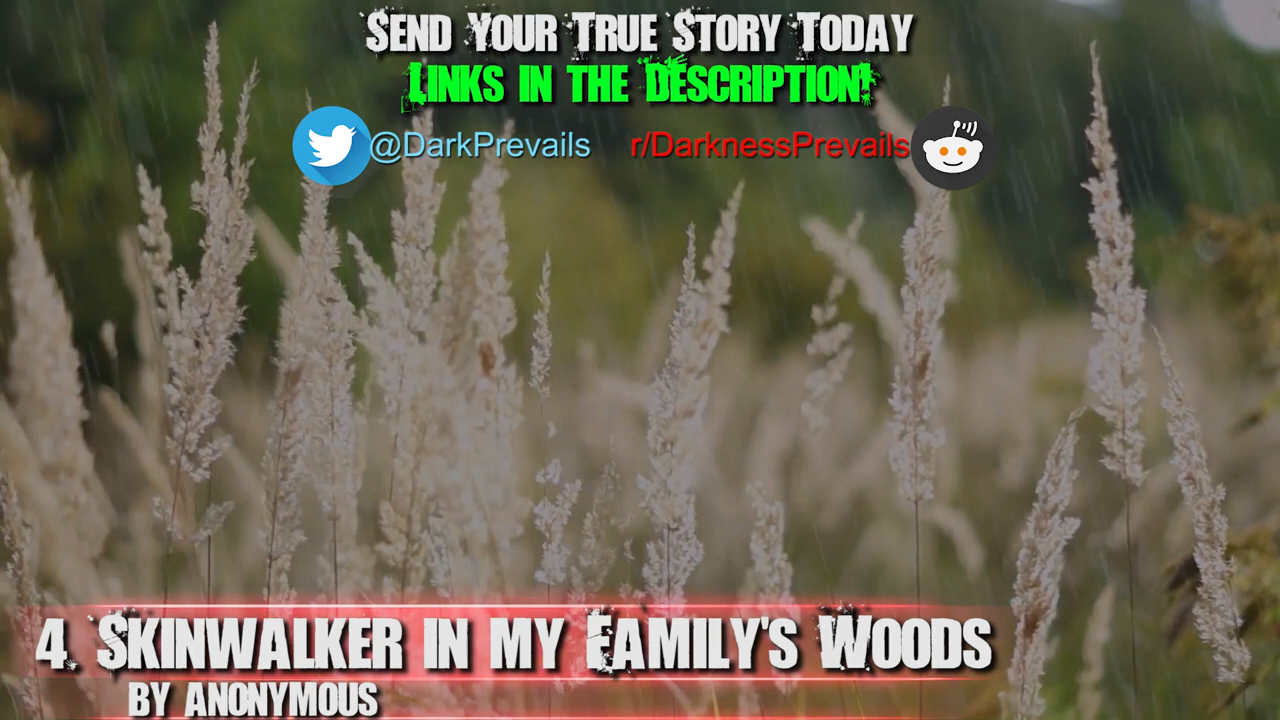 Send Your True Story Today
Links in the Description!
@DarkPrevails r/DarknessPrevails
4. Skinwalker in my Family's Woods
by Anonymous